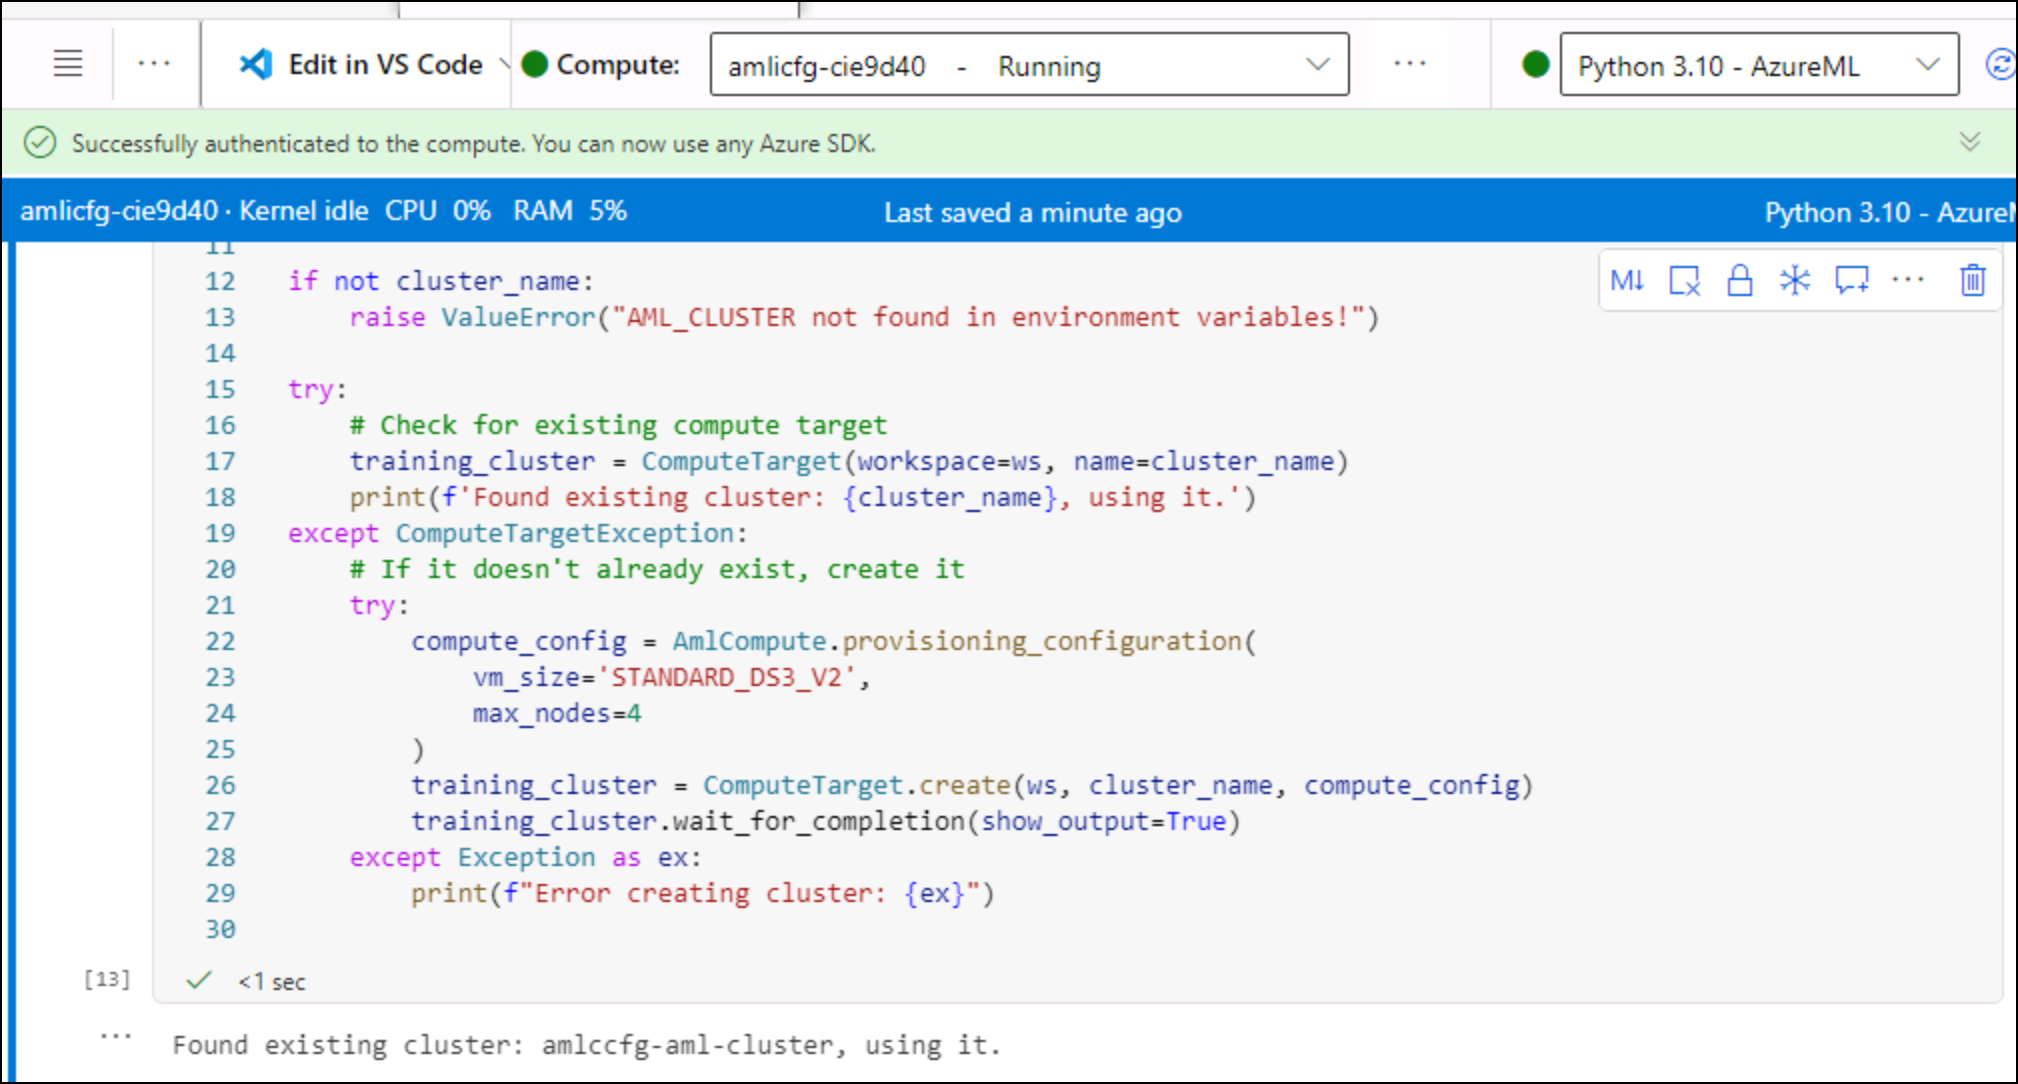 ··· Edit in VS Code Compute: amlicfg-cie9d40 - Running ··· Python 3.10 - AzureML
Successfully authenticated to the compute. You can now use any Azure SDK.
amlicfg-cie9d40 · Kernel idle CPU 0% RAM 5% Last saved a minute ago Python 3.10 - AzureM
11
12 if not cluster_name:
13     raise ValueError("AML_CLUSTER not found in environment variables!")
14
15 try:
16     # Check for existing compute target
17     training_cluster = ComputeTarget(workspace=ws, name=cluster_name)
18     print(f'Found existing cluster: {cluster_name}, using it.')
19 except ComputeTargetException:
20     # If it doesn't already exist, create it
21     try:
22         compute_config = AmlCompute.provisioning_configuration(
23             vm_size='STANDARD_DS3_V2',
24             max_nodes=4
25         )
26         training_cluster = ComputeTarget.create(ws, cluster_name, compute_config)
27         training_cluster.wait_for_completion(show_output=True)
28     except Exception as ex:
29         print(f"Error creating cluster: {ex}")
30
M↓ ···
[13] <1 sec
··· Found existing cluster: amlccfg-aml-cluster, using it.